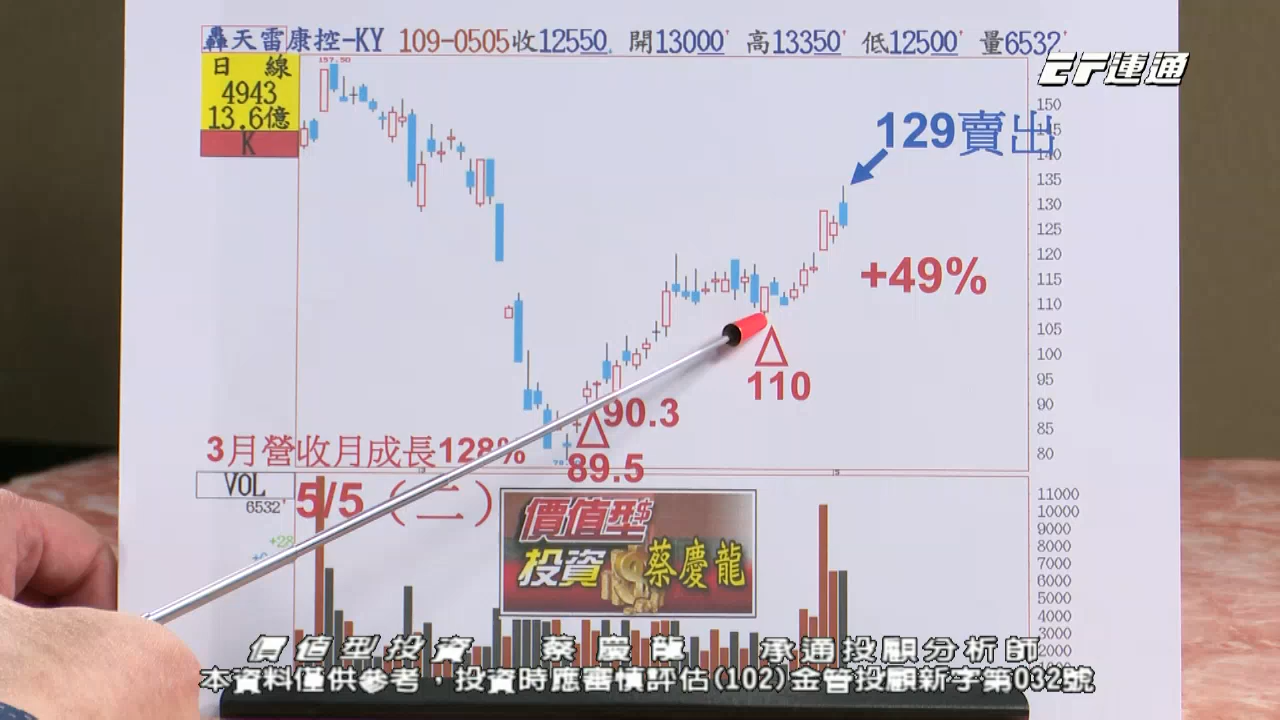 轟天雷康控-KY 109-0505收12550 開13000 高13350 低12500 量6532
日 線
4943
13.6億
K
157.50
運通
129賣出
150
145
140
135
130
125
120
115
110
105
100
95
90
85
80
+49%
110
90.3
89.5
3月營收月成長128%
VOL
6532
5/5（二）
+28
11000
10000
9000
8000
7000
6000
5000
4000
3000
2000
價值型
投資 蔡慶龍
價值型投資 蔡慶龍 承通投顧分析師
本資料僅供參考，投資時應審慎評估(102)金管投顧新字第032號